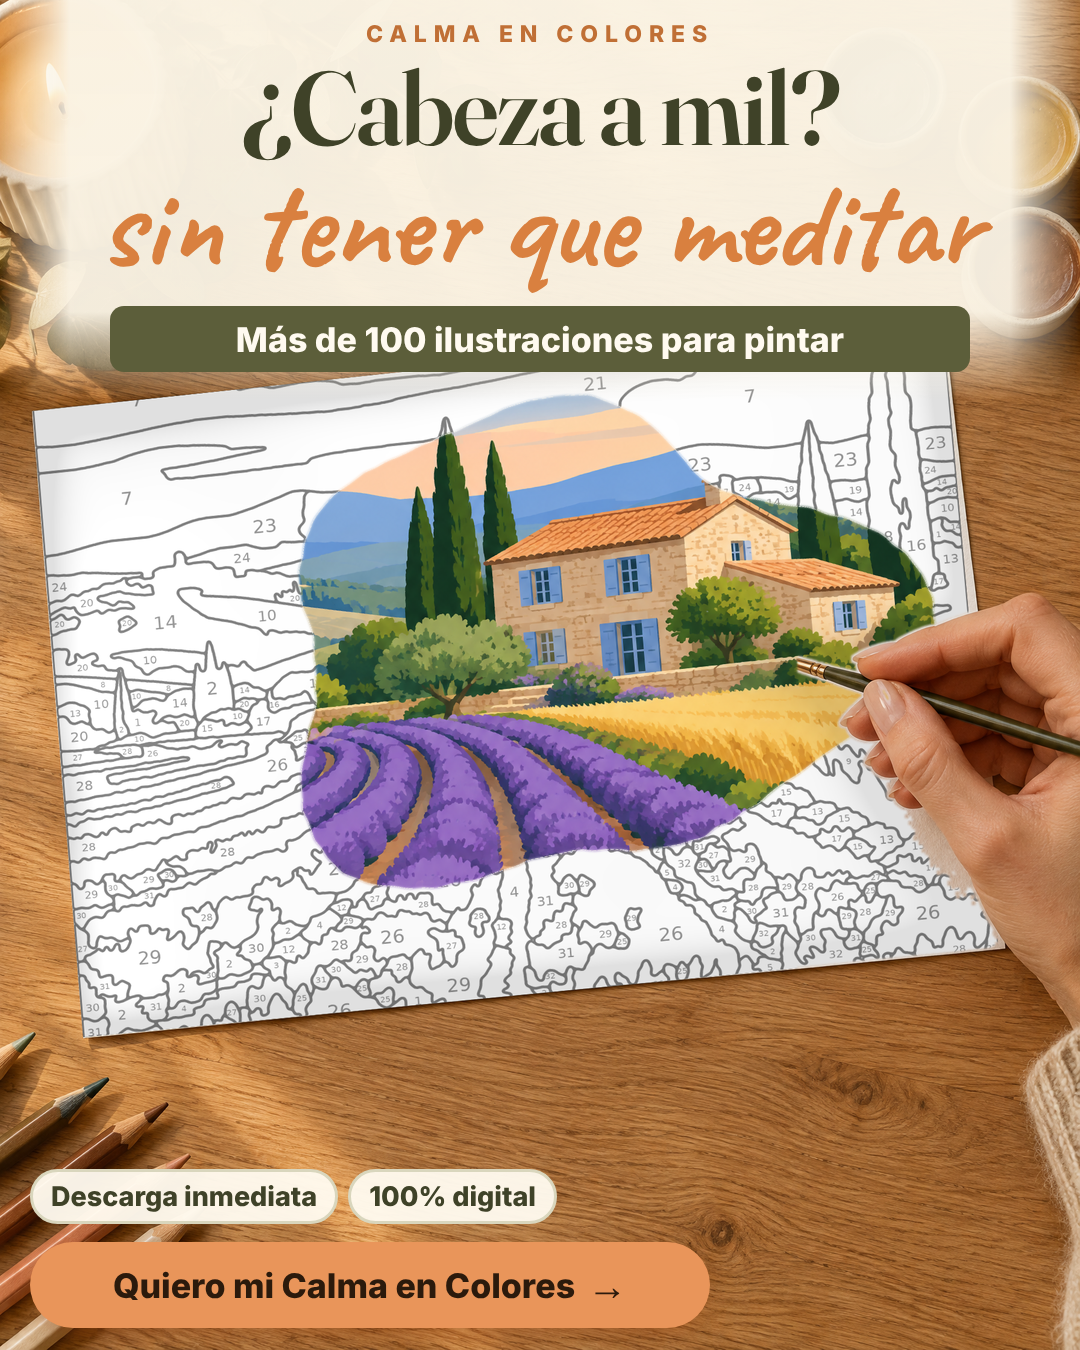 CALMA EN COLORES
¿Cabeza a mil?
sin tener que meditar
Más de 100 ilustraciones para pintar
Descarga inmediata
100% digital
Quiero mi Calma en Colores →